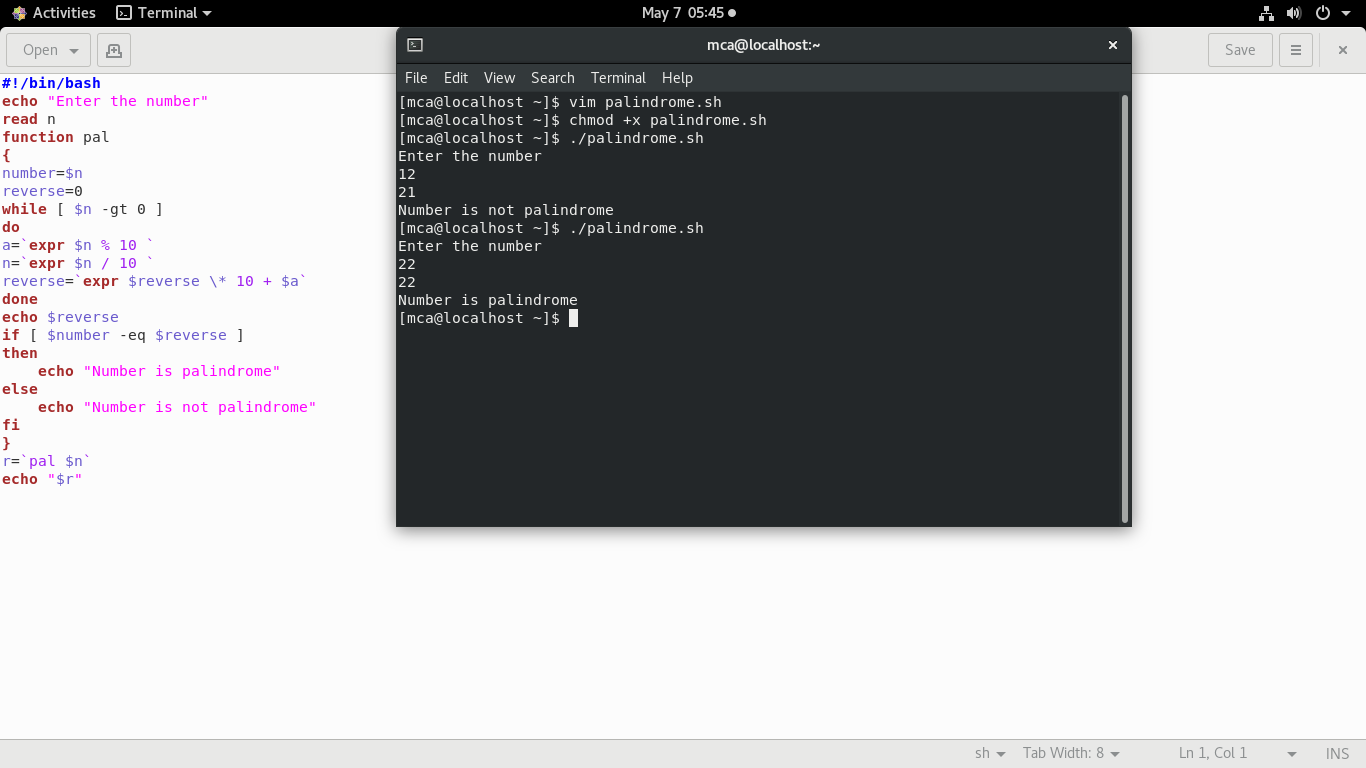 Activities Terminal May 7 05:45
Open Save
#!/bin/bash
echo "Enter the number"
read n
function pal
{
number=$n
reverse=0
while [ $n -gt 0 ]
do
a=`expr $n % 10 `
n=`expr $n / 10 `
reverse=`expr $reverse \* 10 + $a`
done
echo $reverse
if [ $number -eq $reverse ]
then
    echo "Number is palindrome"
else
    echo "Number is not palindrome"
fi
}
r=`pal $n`
echo "$r"
mca@localhost:~
File Edit View Search Terminal Help
[mca@localhost ~]$ vim palindrome.sh
[mca@localhost ~]$ chmod +x palindrome.sh
[mca@localhost ~]$ ./palindrome.sh
Enter the number
12
21
Number is not palindrome
[mca@localhost ~]$ ./palindrome.sh
Enter the number
22
22
Number is palindrome
[mca@localhost ~]$
sh Tab Width: 8 Ln 1, Col 1 INS